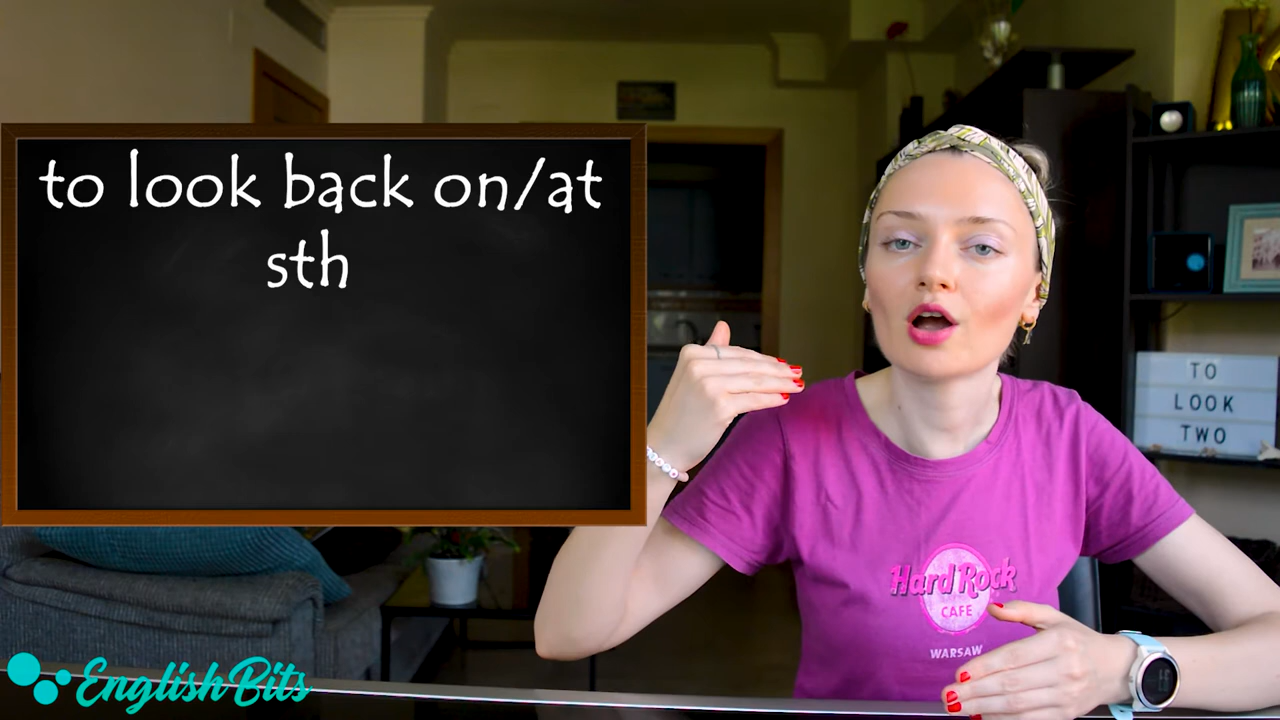 to look back on/at
sth
TO
LOOK
TWO
Hard Rock
CAFE
WARSAW
EnglishBits